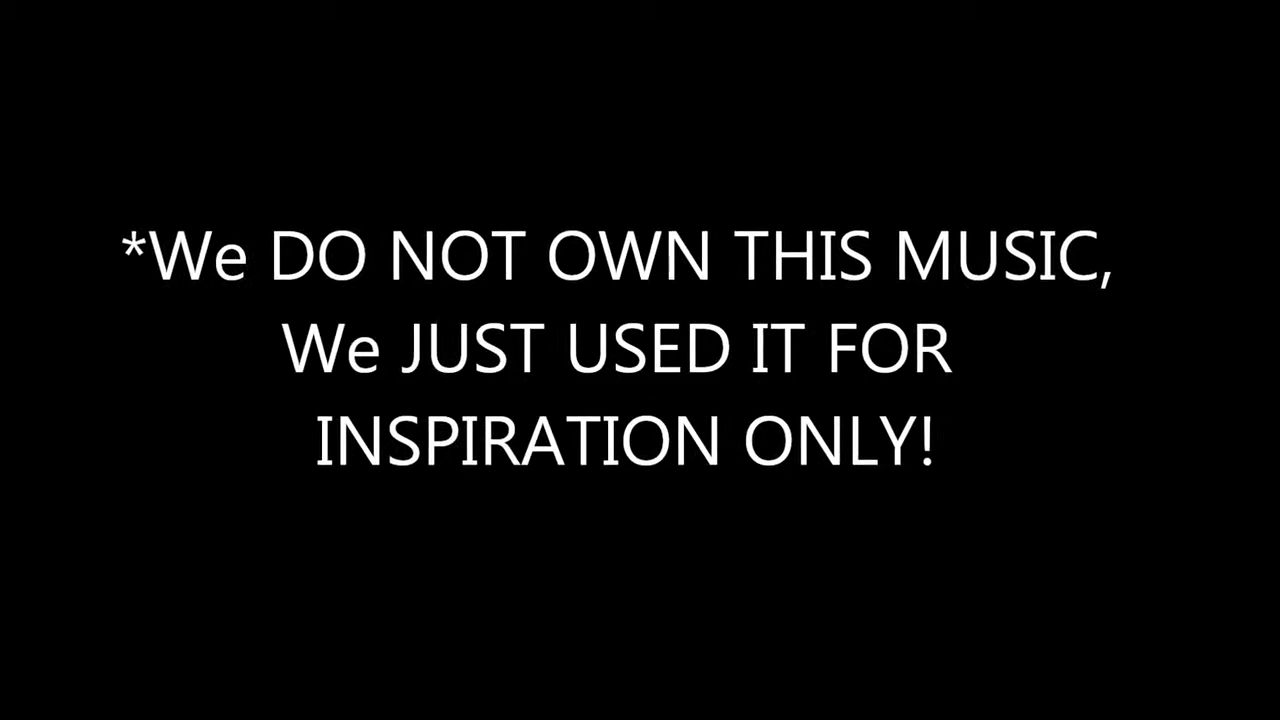 *We DO NOT OWN THIS MUSIC,
We JUST USED IT FOR
INSPIRATION ONLY!